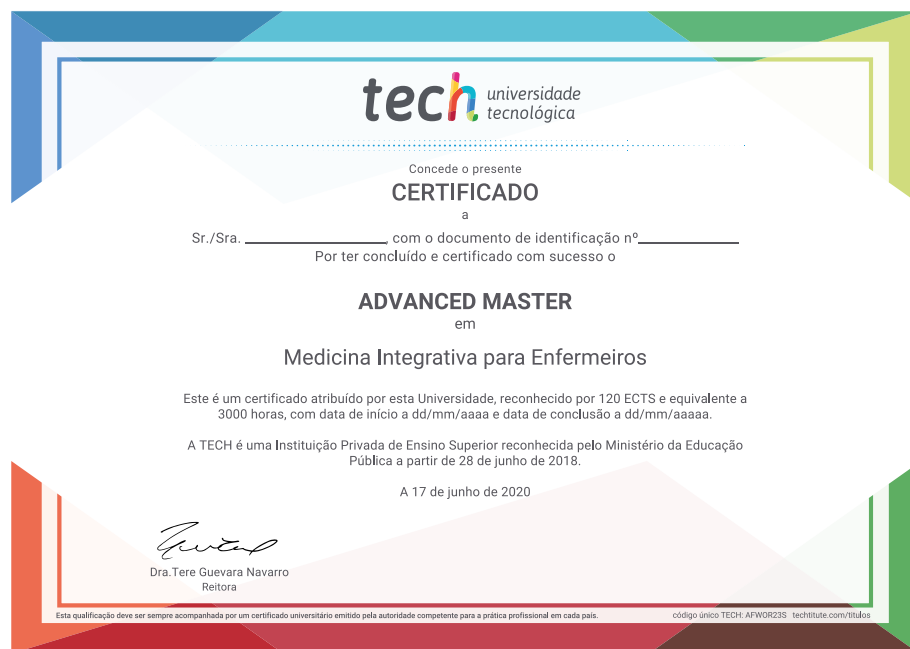 tech universidade
tecnológica
Concede o presente
CERTIFICADO
a
Sr./Sra. ____________________, com o documento de identificação nº______________
Por ter concluído e certificado com sucesso o
ADVANCED MASTER
em
Medicina Integrativa para Enfermeiros
Este é um certificado atribuído por esta Universidade, reconhecido por 120 ECTS e equivalente a
3000 horas, com data de início a dd/mm/aaaa e data de conclusão a dd/mm/aaaaa.
A TECH é uma Instituição Privada de Ensino Superior reconhecida pelo Ministério da Educação
Pública a partir de 28 de junho de 2018.
A 17 de junho de 2020
Dra.Tere Guevara Navarro
Reitora
Esta qualificação deve ser sempre acompanhada por um certificado universitário emitido pela autoridade competente para a prática profissional em cada país.
código único TECH: AFWOR23S techtitute.com/titulos